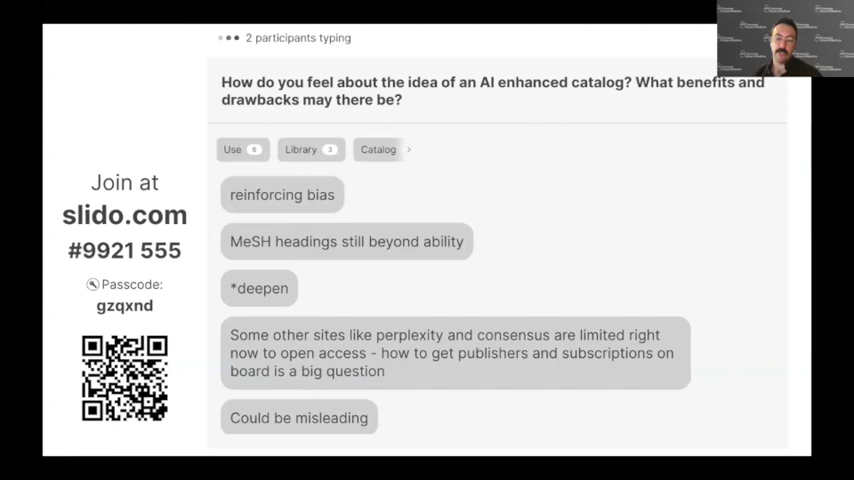 2 participants typing
How do you feel about the idea of an AI enhanced catalog? What benefits and
drawbacks may there be?
Use 6
Library 3
Catalog
Join at
slido.com
#9921 555
Passcode:
gzqxnd
reinforcing bias
MeSH headings still beyond ability
*deepen
Some other sites like perplexity and consensus are limited right
now to open access - how to get publishers and subscriptions on
board is a big question
Could be misleading